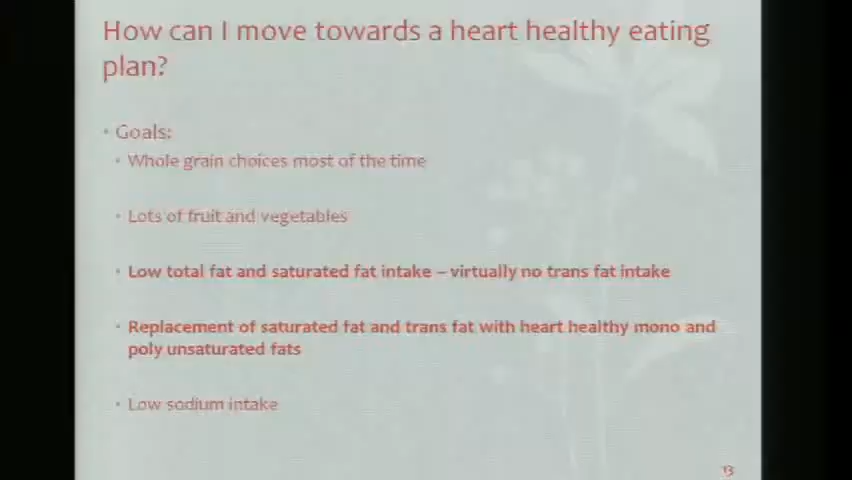 How can I move towards a heart healthy eating
plan?
• Goals:
• Whole grain choices most of the time
• Lots of fruit and vegetables
• Low total fat and saturated fat intake – virtually no trans fat intake
• Replacement of saturated fat and trans fat with heart healthy mono and
poly unsaturated fats
• Low sodium intake
13